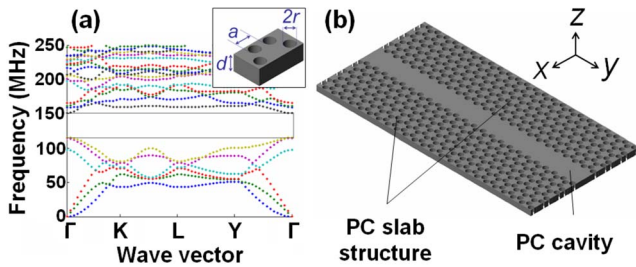 (a)
2r
a
d
250
200
150
100
50
0
Frequency (MHz)
Γ K L Y Γ
Wave vector
(b)
z
x y
PC slab
structure
PC cavity